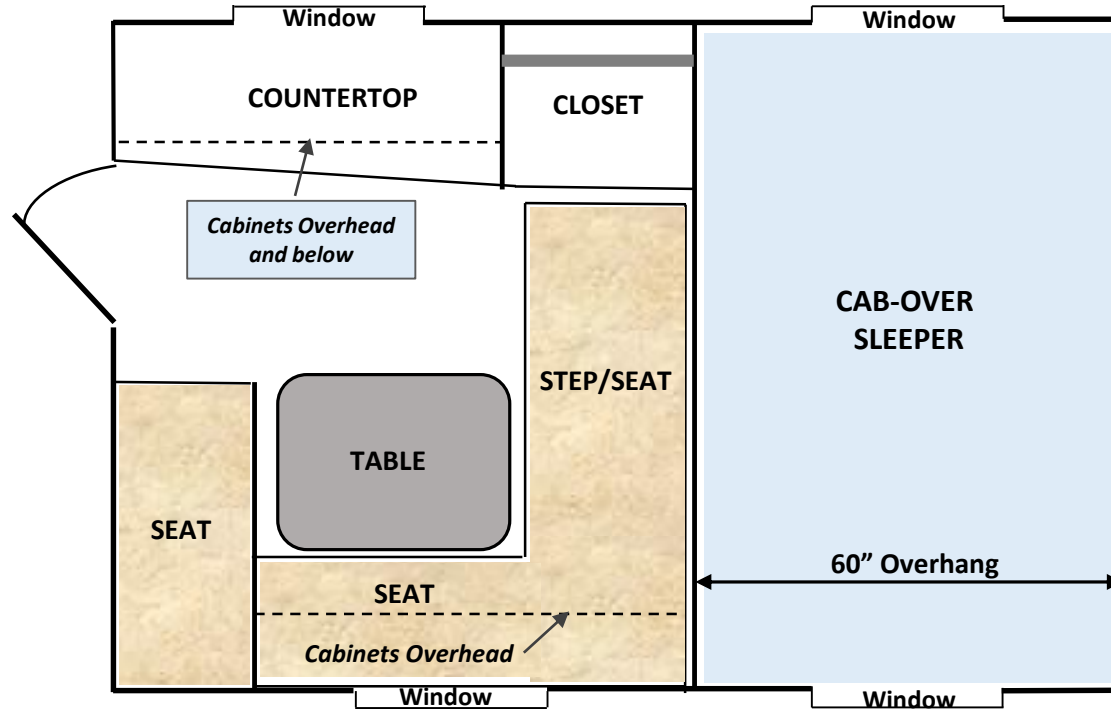 Window
Window
COUNTERTOP
CLOSET
Cabinets Overhead
and below
CAB-OVER
SLEEPER
STEP/SEAT
TABLE
SEAT
60” Overhang
SEAT
Cabinets Overhead
Window
Window